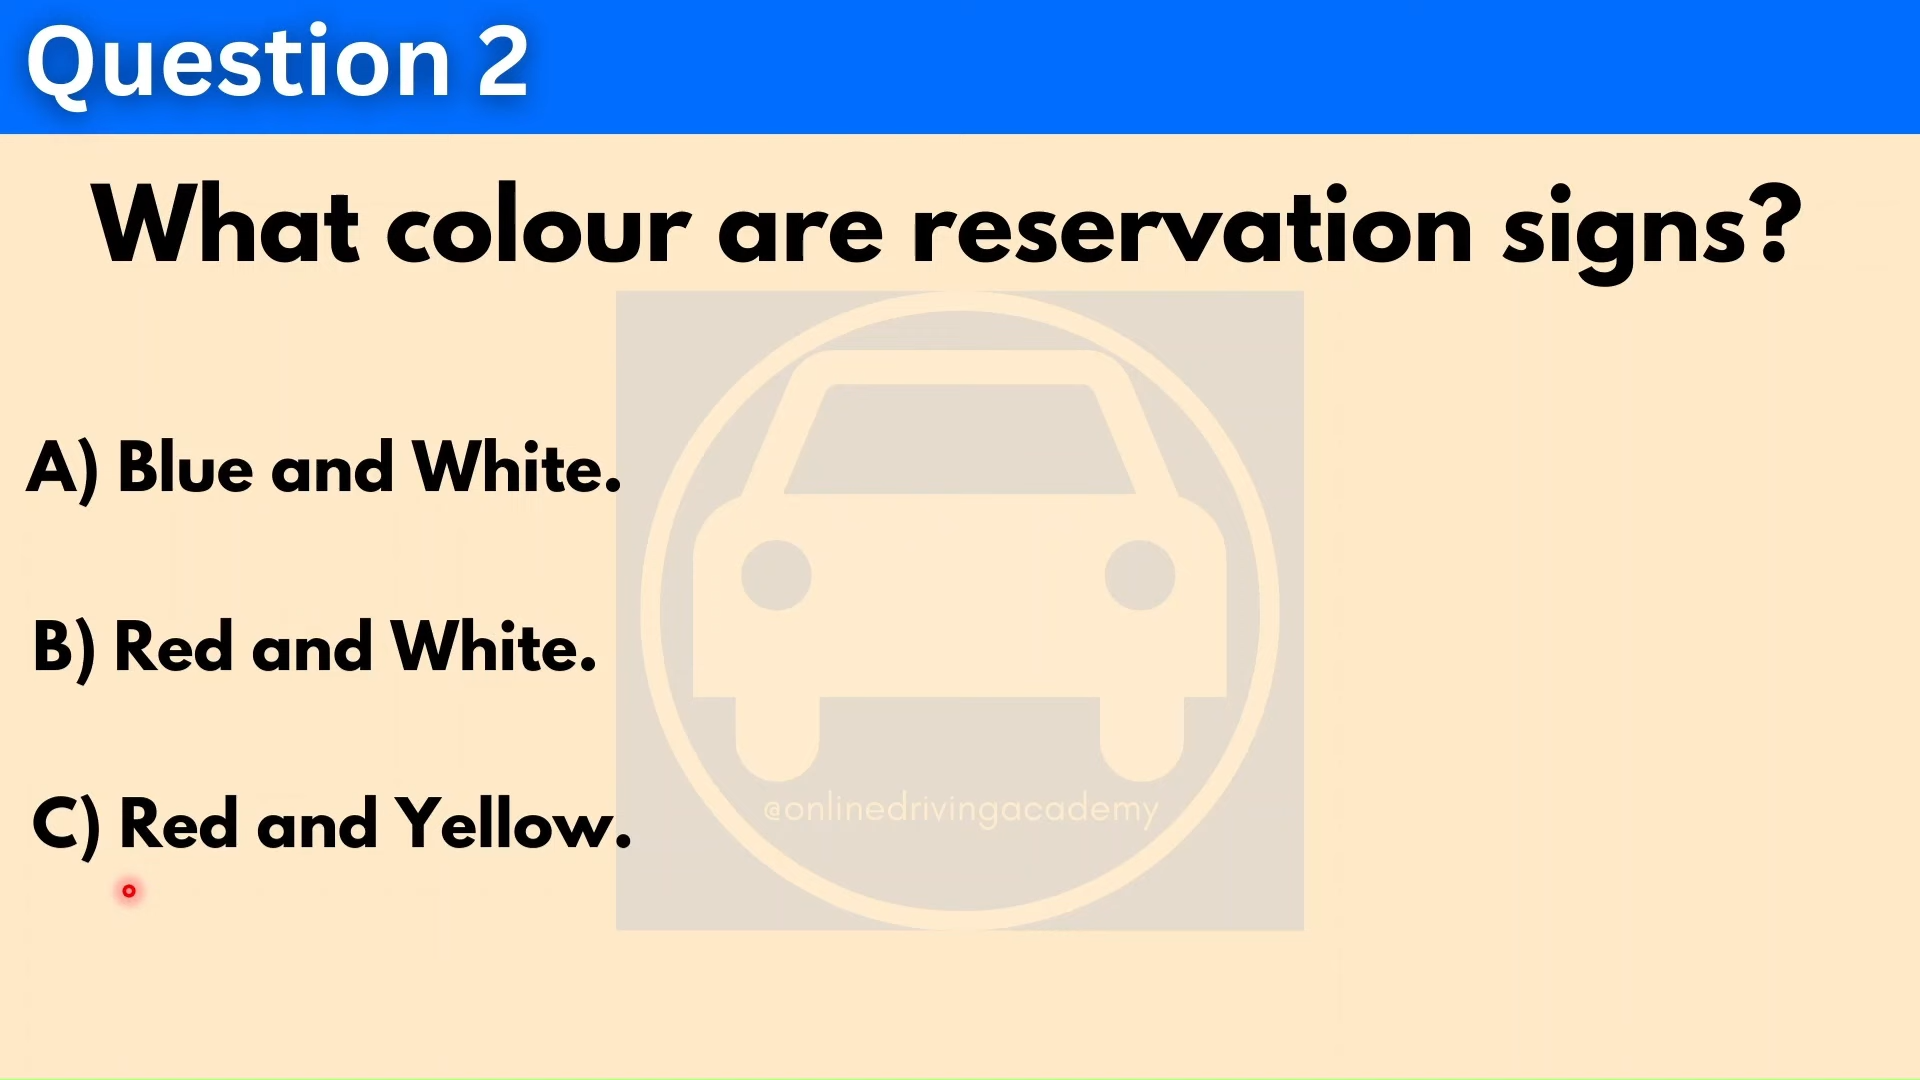 Question 2
What colour are reservation signs?
A) Blue and White.
B) Red and White.
C) Red and Yellow.
@onlinedrivingacademy